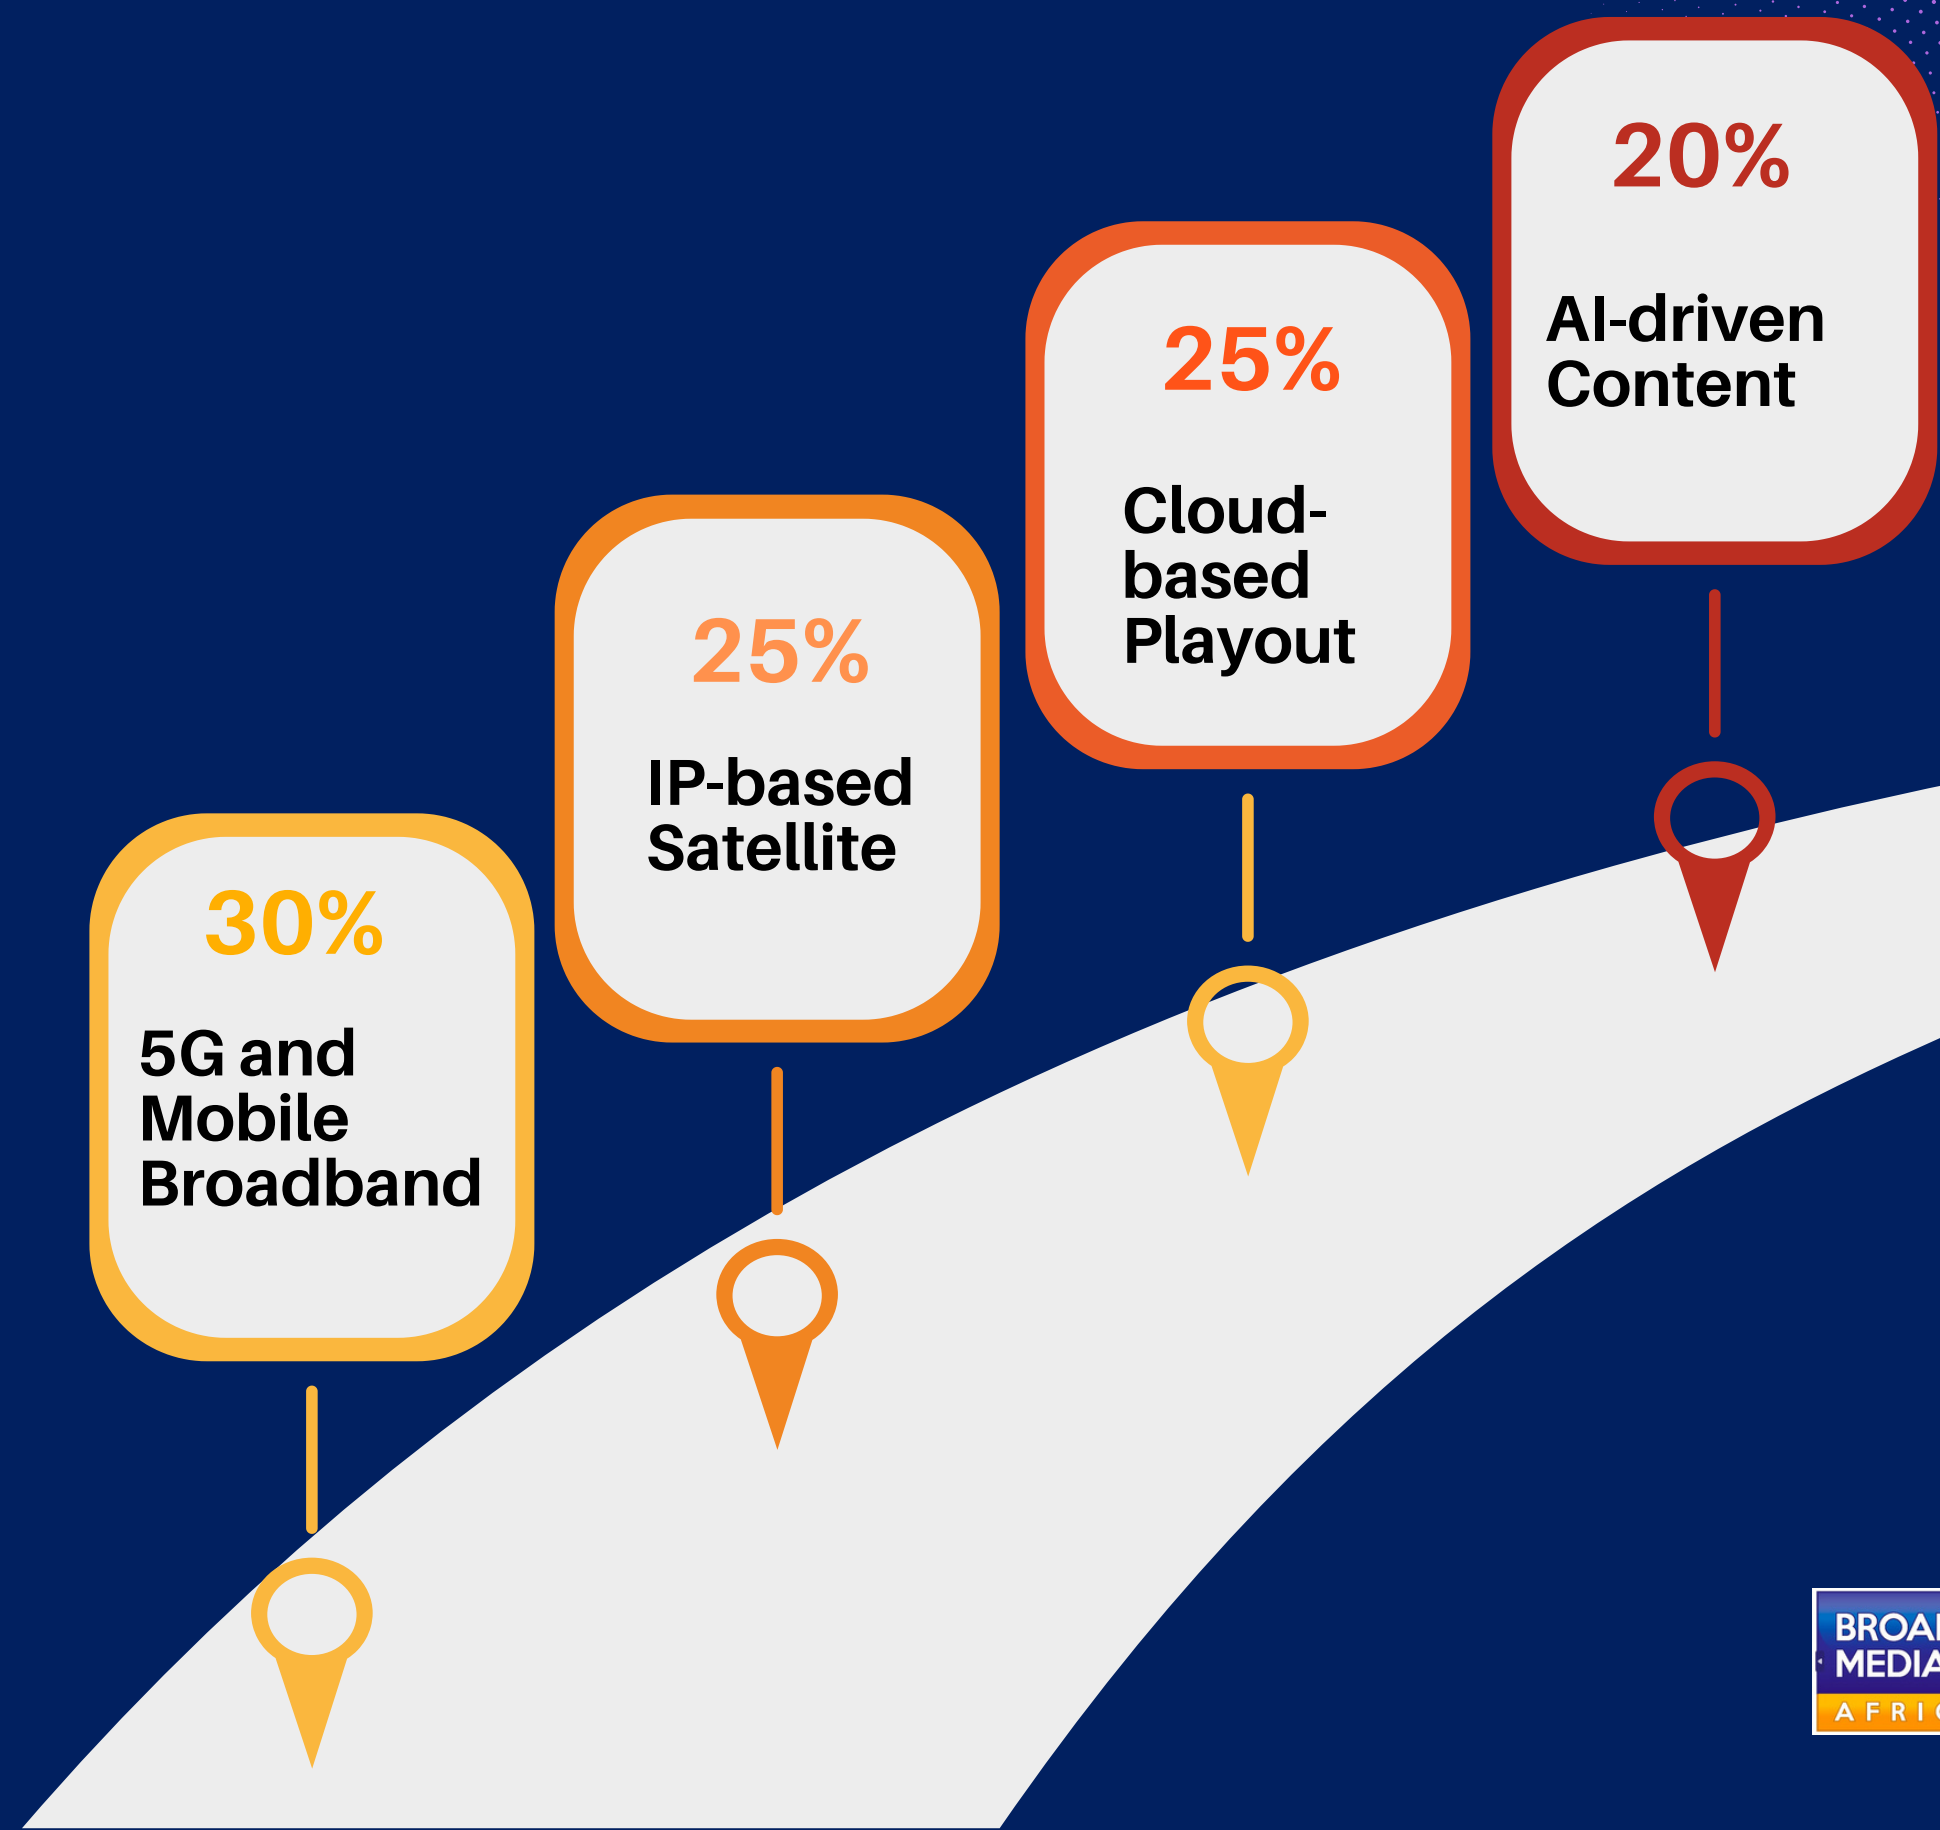 30%
5G and
Mobile
Broadband
25%
IP-based
Satellite
25%
Cloud-
based
Playout
20%
AI-driven
Content